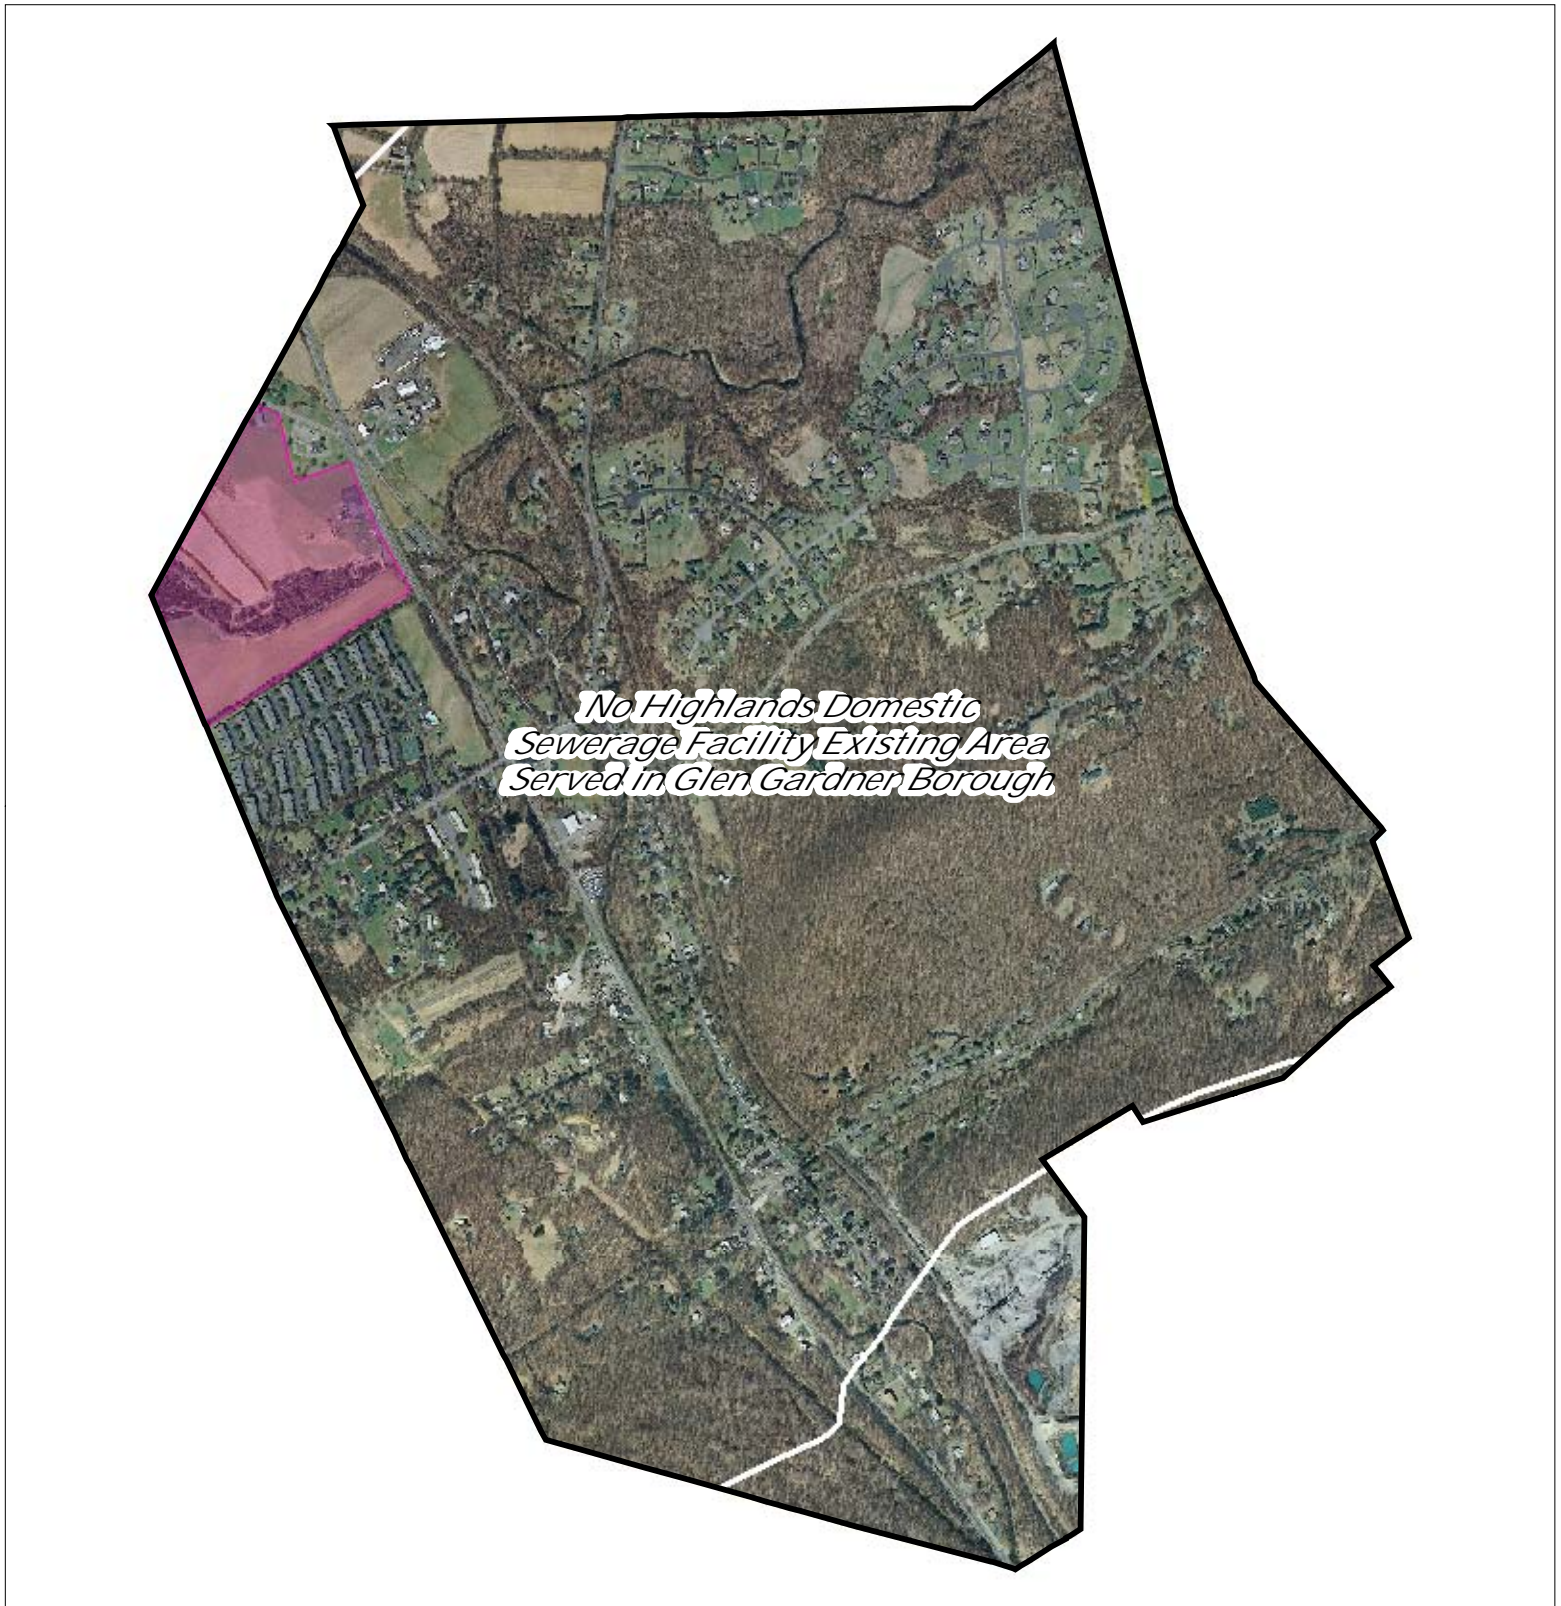 No Highlands Domestic
Sewerage Facility Existing Area
Served in Glen Gardner Borough